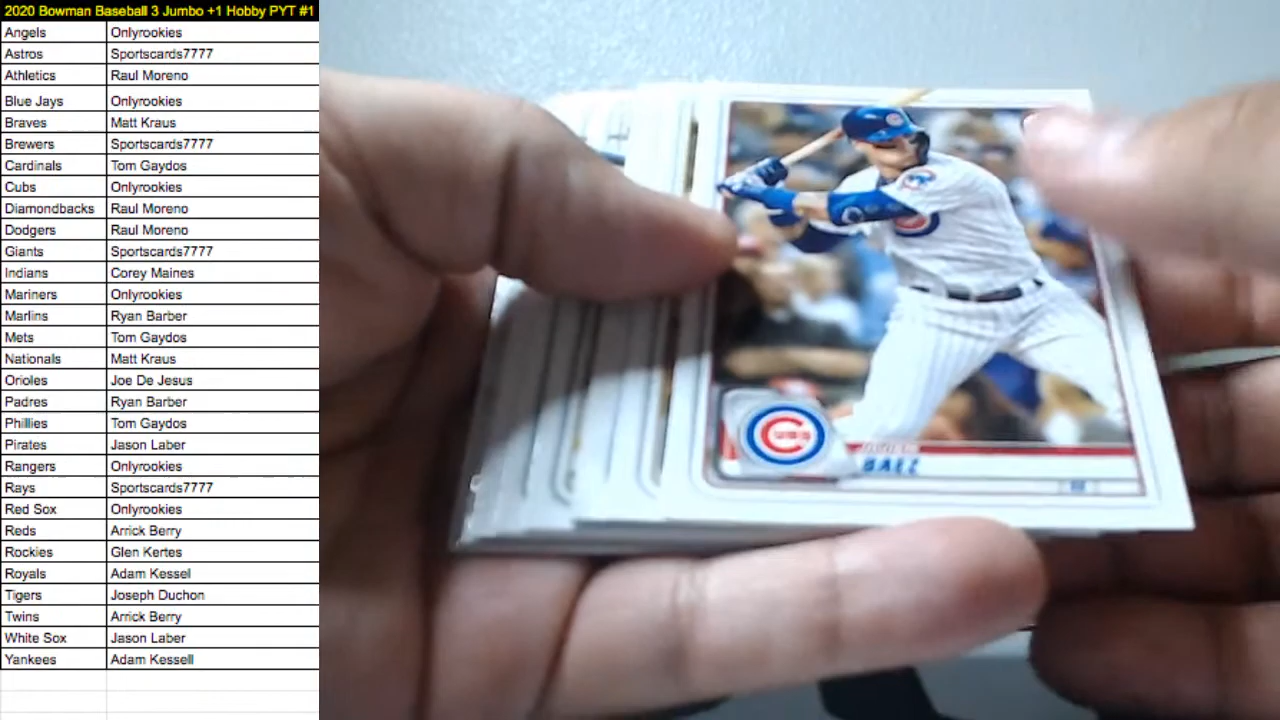 2020 Bowman Baseball 3 Jumbo +1 Hobby PYT #1
Angels Onlyrookies
Astros Sportscards7777
Athletics Raul Moreno
Blue Jays Onlyrookies
Braves Matt Kraus
Brewers Sportscards7777
Cardinals Tom Gaydos
Cubs Onlyrookies
Diamondbacks Raul Moreno
Dodgers Raul Moreno
Giants Sportscards7777
Indians Corey Maines
Mariners Onlyrookies
Marlins Ryan Barber
Mets Tom Gaydos
Nationals Matt Kraus
Orioles Joe De Jesus
Padres Ryan Barber
Phillies Tom Gaydos
Pirates Jason Laber
Rangers Onlyrookies
Rays Sportscards7777
Red Sox Onlyrookies
Reds Arrick Berry
Rockies Glen Kertes
Royals Adam Kessel
Tigers Joseph Duchon
Twins Arrick Berry
White Sox Jason Laber
Yankees Adam Kessell
CUBS
BAEZ